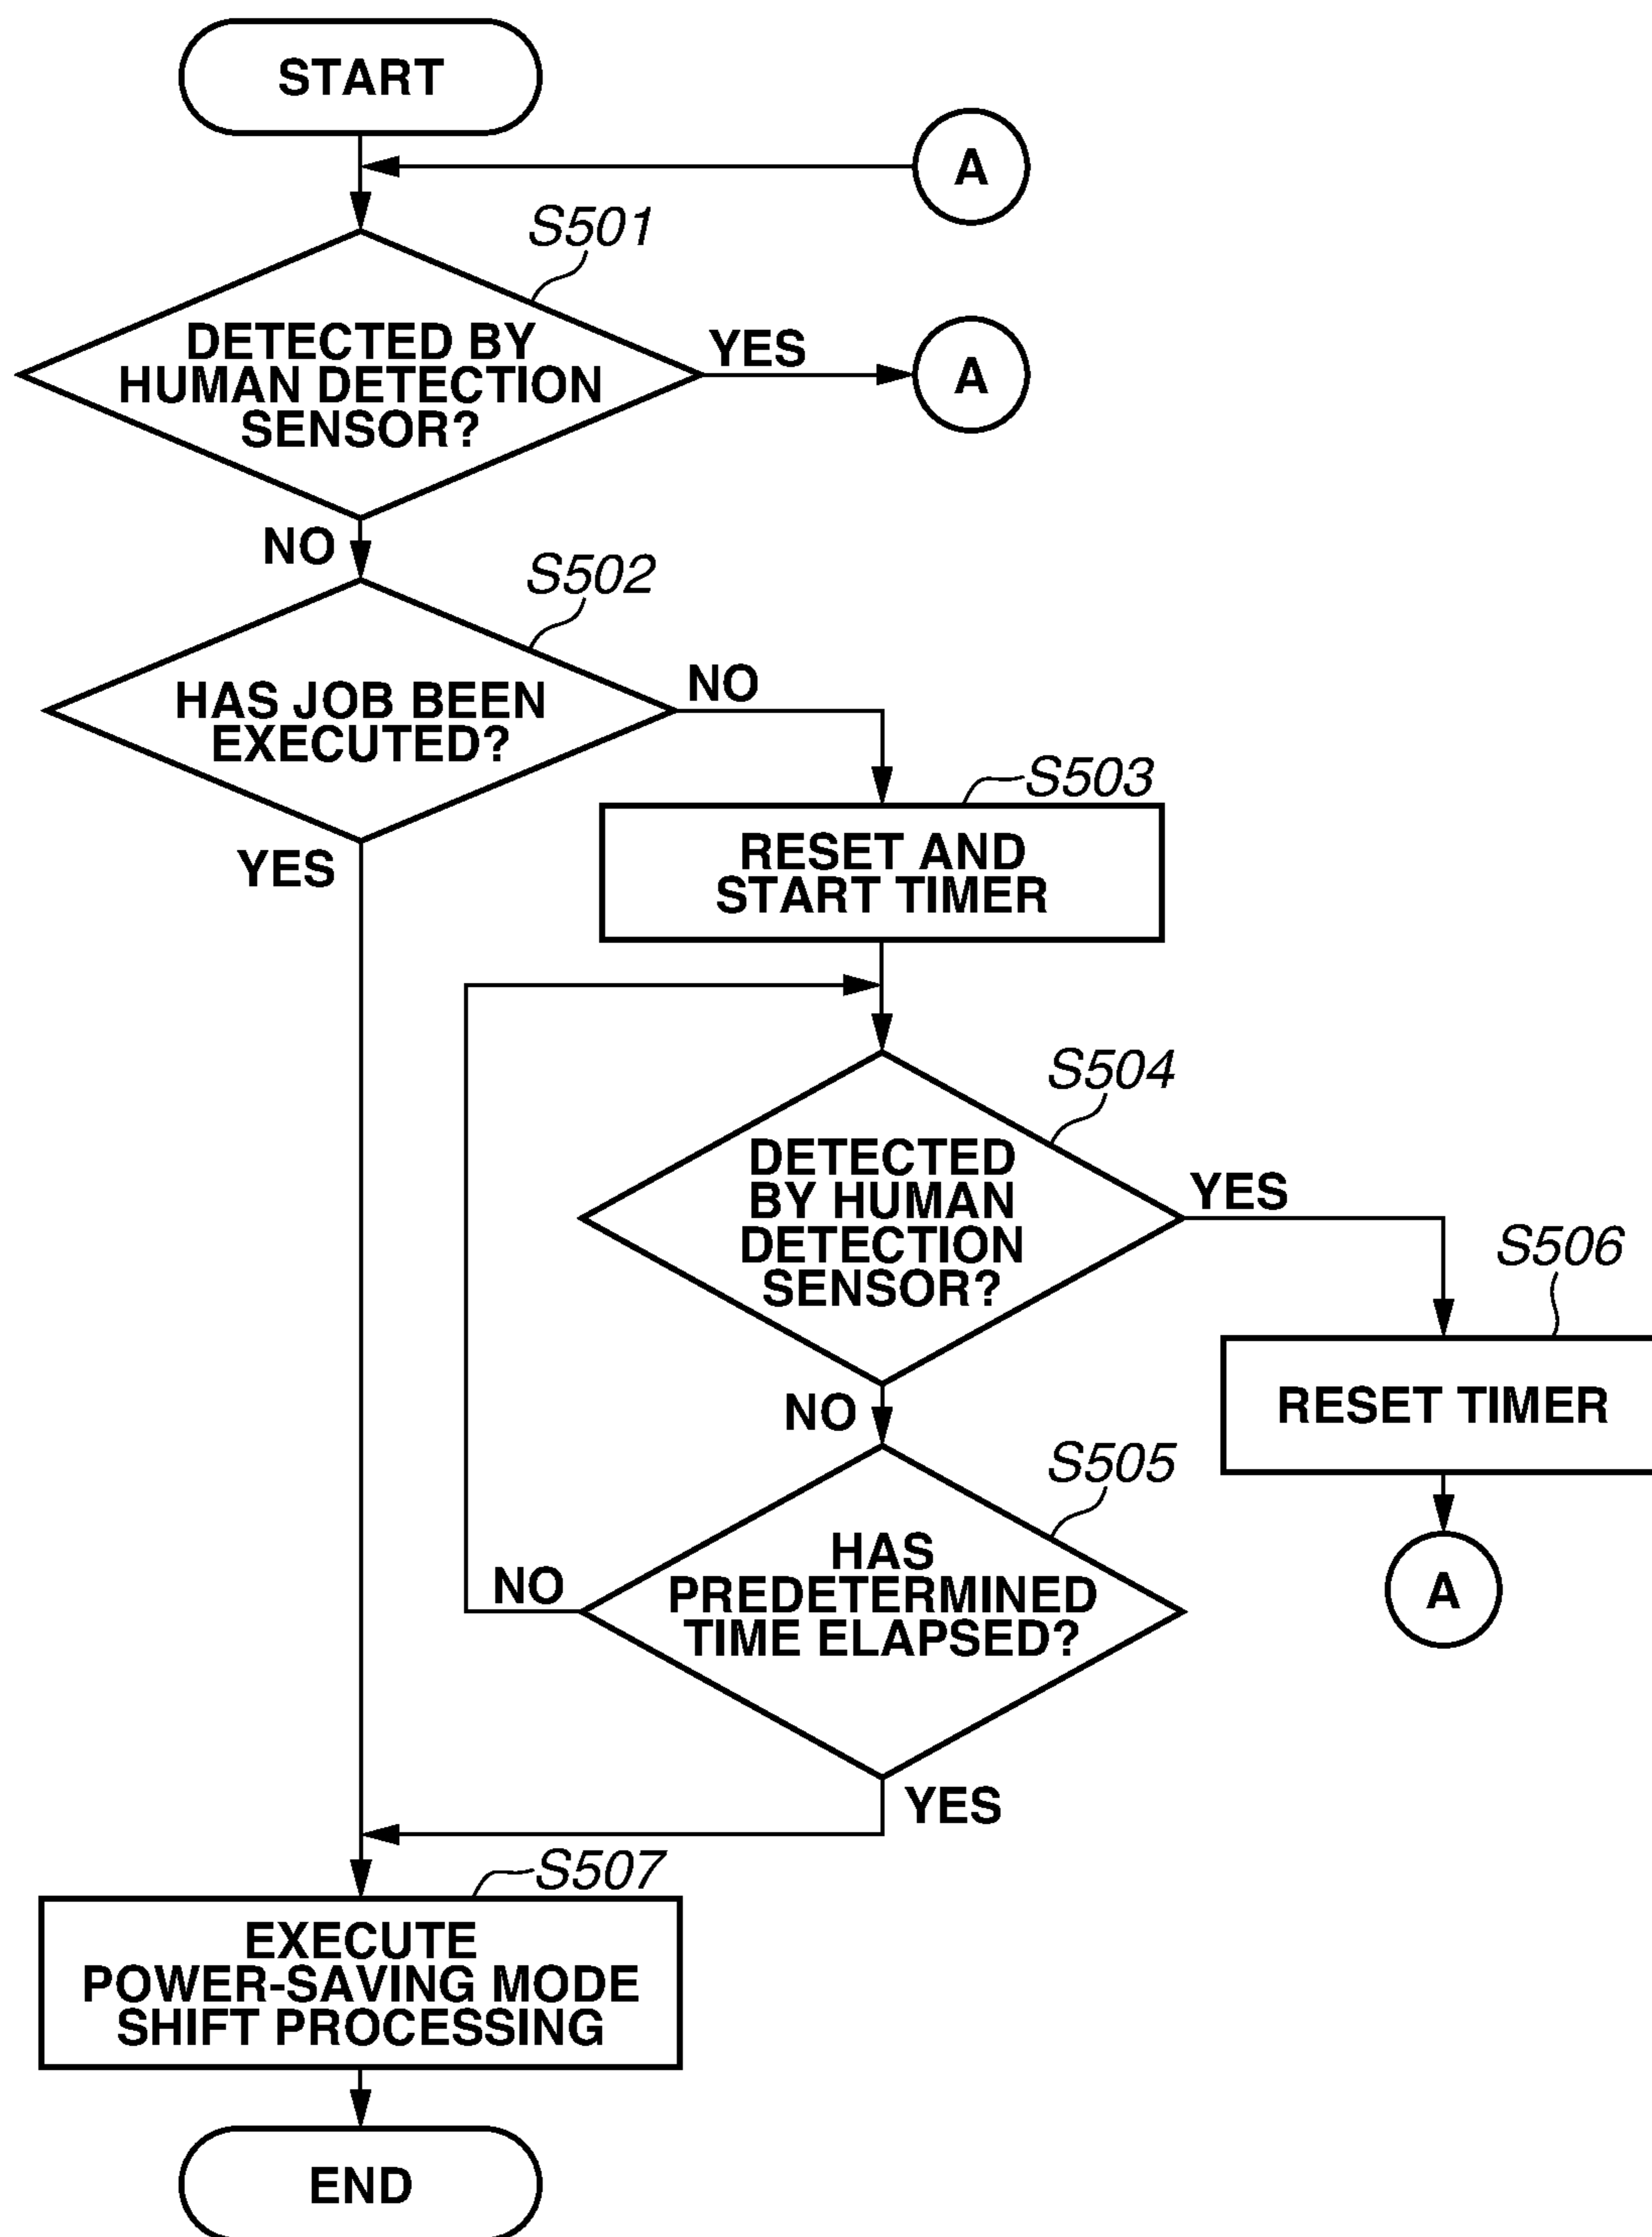 START
A
S501
DETECTED BY
HUMAN DETECTION
SENSOR?
YES
A
NO
S502
HAS JOB BEEN
EXECUTED?
NO
YES
S503
RESET AND
START TIMER
S504
DETECTED
BY HUMAN
DETECTION
SENSOR?
YES
S506
RESET TIMER
A
NO
S505
HAS
PREDETERMINED
TIME ELAPSED?
NO
YES
S507
EXECUTE
POWER-SAVING MODE
SHIFT PROCESSING
END